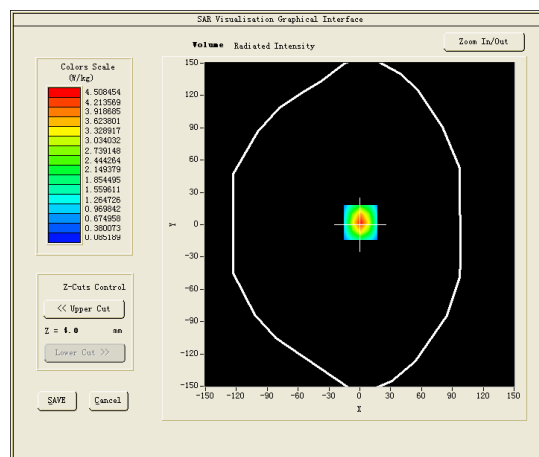 SAR Visualisation Graphical Interface
Volume Radiated Intensity
Zoom In/Out
Colors Scale
(W/kg)
4.508454
4.213569
3.918685
3.623801
3.328917
3.034032
2.739148
2.444264
2.149379
1.854495
1.559611
1.264726
0.969842
0.674958
0.380073
0.085189
150
120
90
60
30
0
-30
-60
-90
-120
-150
Y
-150 -120 -90 -60 -30 0 30 60 90 120 150
X
Z-Cuts Control
<< Upper Cut
Z = 4.0 mm
Lower Cut >>
SAVE Cancel